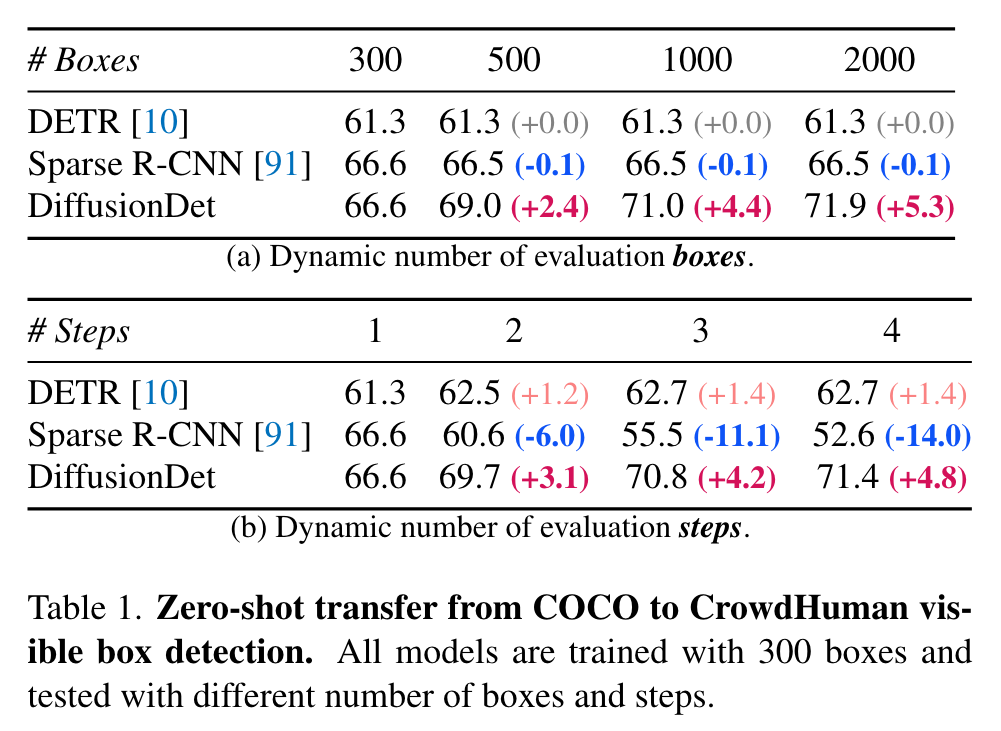 # Boxes 300 500 1000 2000
DETR [10] 61.3 61.3 (+0.0) 61.3 (+0.0) 61.3 (+0.0)
Sparse R-CNN [91] 66.6 66.5 (-0.1) 66.5 (-0.1) 66.5 (-0.1)
DiffusionDet 66.6 69.0 (+2.4) 71.0 (+4.4) 71.9 (+5.3)
(a) Dynamic number of evaluation boxes.
# Steps 1 2 3 4
DETR [10] 61.3 62.5 (+1.2) 62.7 (+1.4) 62.7 (+1.4)
Sparse R-CNN [91] 66.6 60.6 (-6.0) 55.5 (-11.1) 52.6 (-14.0)
DiffusionDet 66.6 69.7 (+3.1) 70.8 (+4.2) 71.4 (+4.8)
(b) Dynamic number of evaluation steps.
Table 1. Zero-shot transfer from COCO to CrowdHuman vis-
ible box detection. All models are trained with 300 boxes and
tested with different number of boxes and steps.